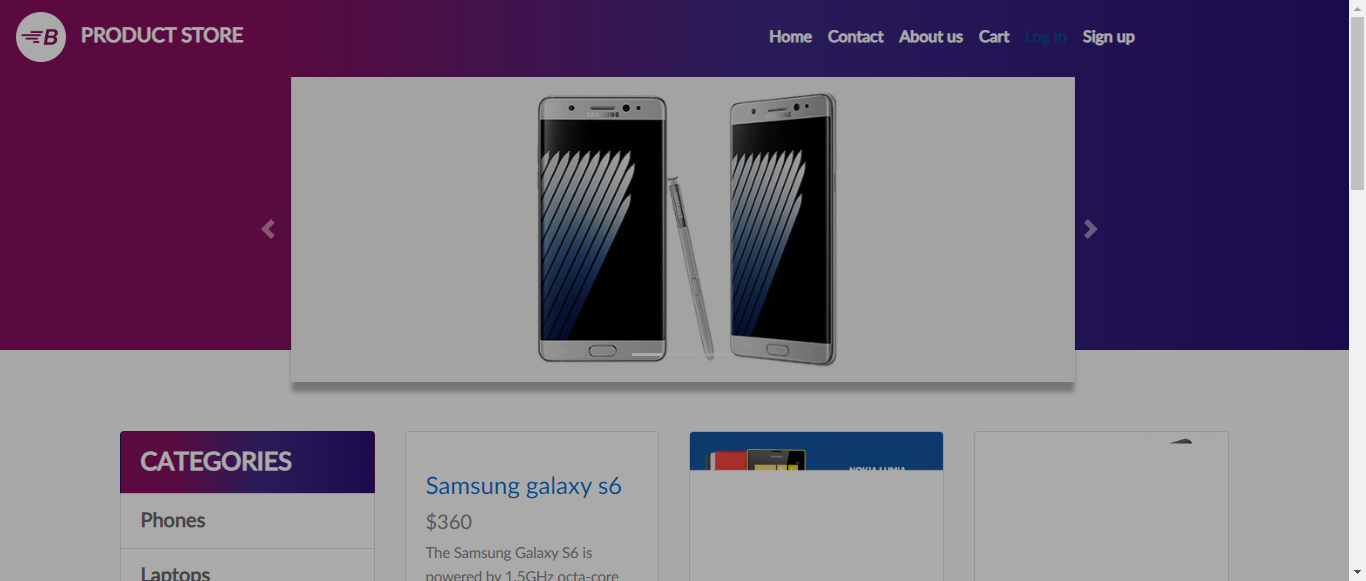 B PRODUCT STORE
Home Contact About us Cart Log in Sign up
SAMSUNG
SAMSUNG
CATEGORIES
Phones
Laptops
Samsung galaxy s6
$360
The Samsung Galaxy S6 is
powered by 1.5GHz octa-core
NOKIA LUMIA